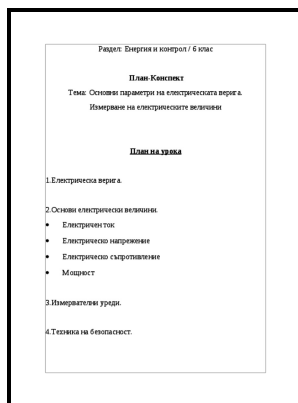 Раздел: Енергия и контрол / 6 клас
План-Конспект
Тема: Основни параметри на електрическата верига.
Измерване на електрическите величини
План на урока
1.Електрическа верига.
2.Основи електрически величини.
• Електричен ток
• Електрическо напрежение
• Електрическо съпротивление
• Мощност
3.Измервателни уреди.
4.Техника на безопасност.